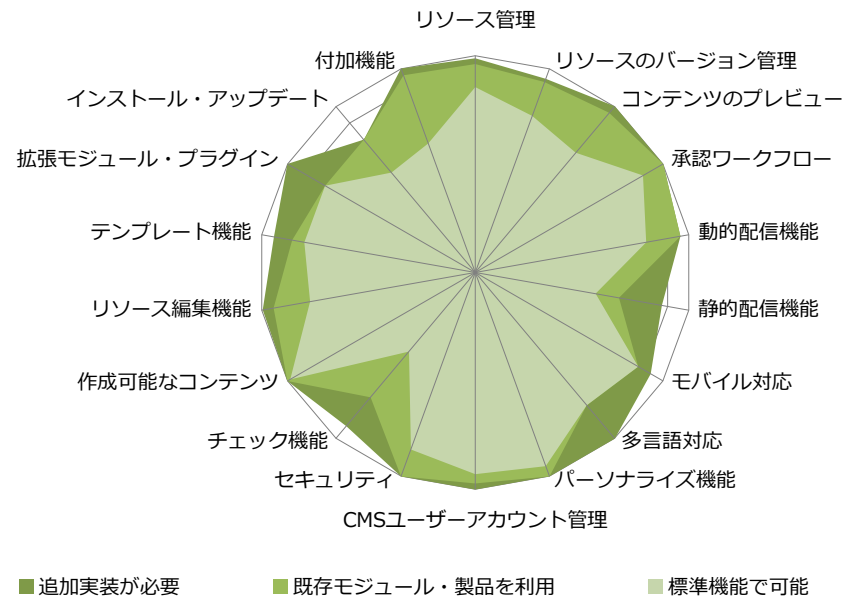 リソース管理
リソースのバージョン管理
コンテンツのプレビュー
承認ワークフロー
動的配信機能
静的配信機能
モバイル対応
多言語対応
パーソナライズ機能
CMSユーザーアカウント管理
セキュリティ
チェック機能
作成可能なコンテンツ
リソース編集機能
テンプレート機能
拡張モジュール・プラグイン
インストール・アップデート
付加機能
追加実装が必要
既存モジュール・製品を利用
標準機能で可能